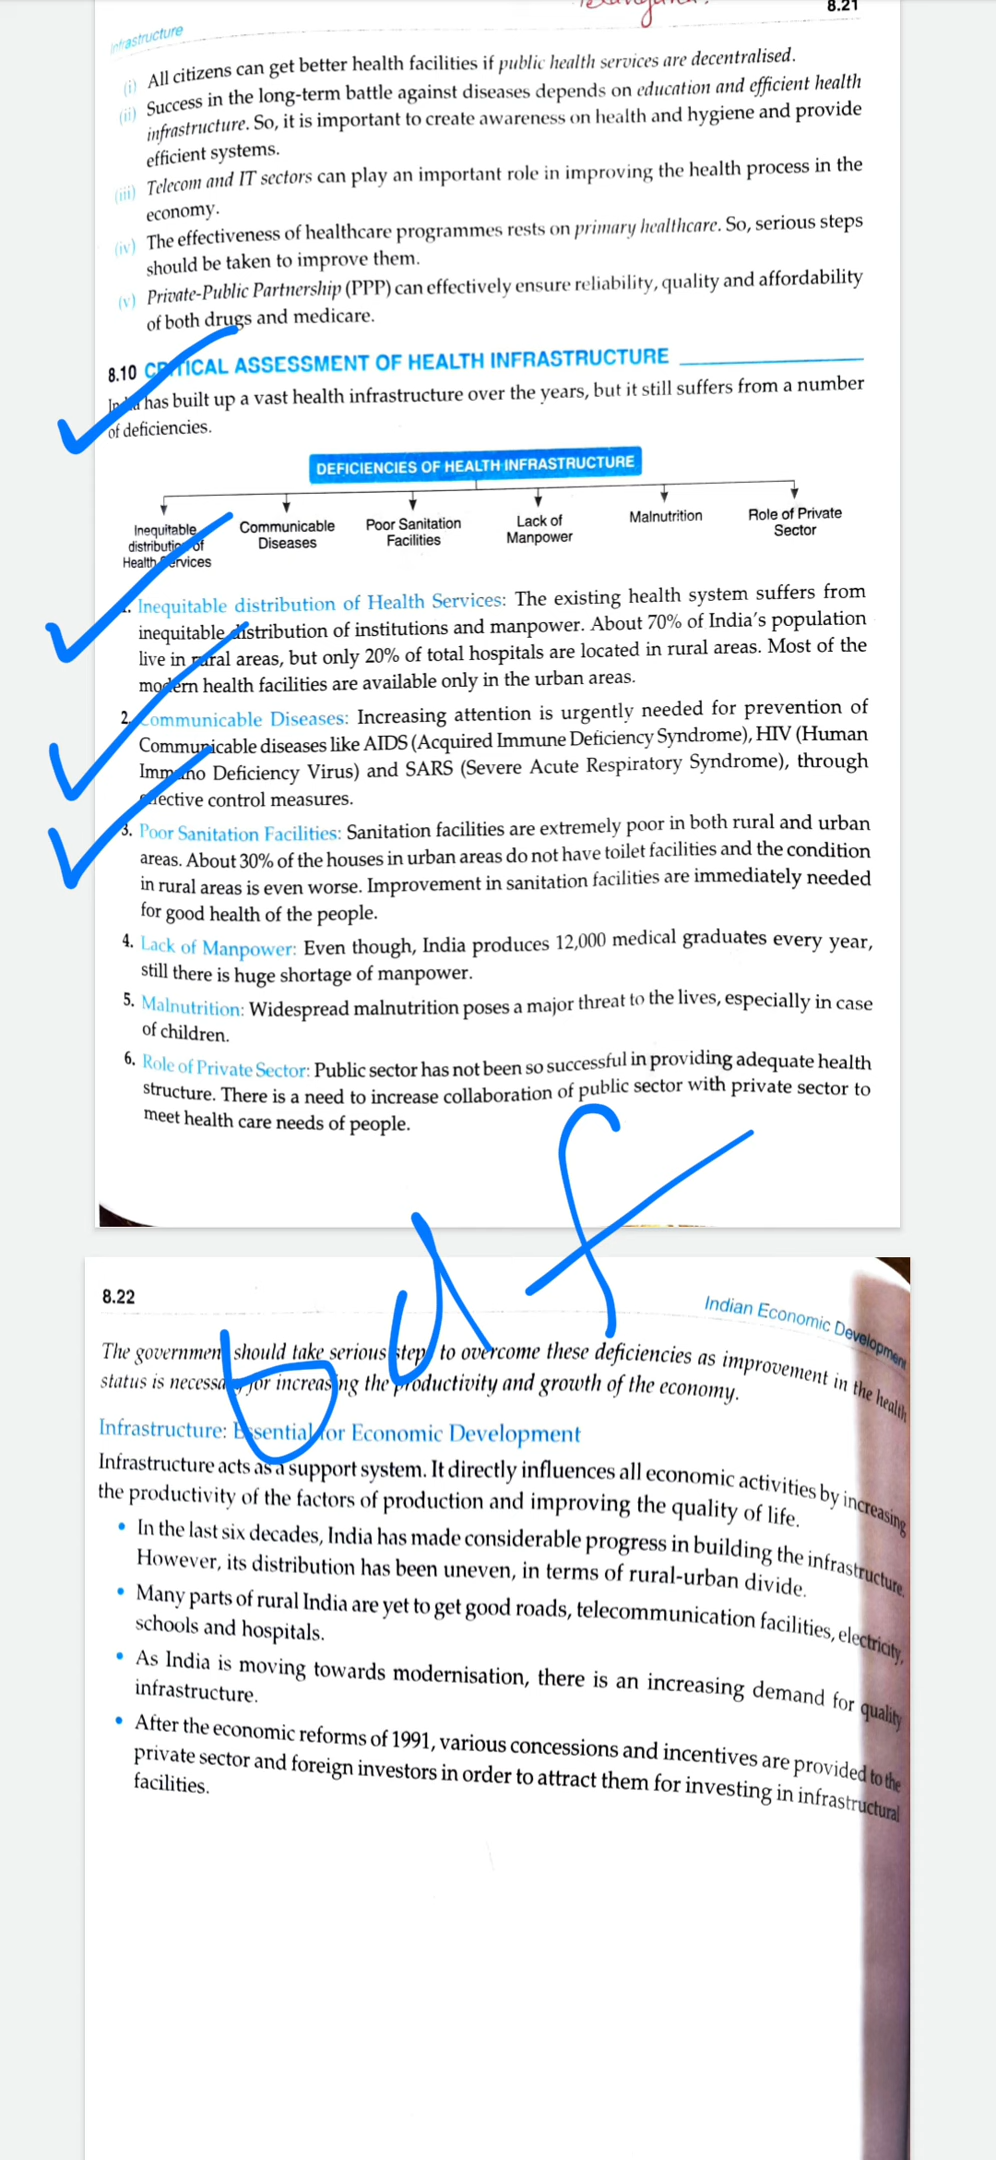 8.21
Infrastructure
(i) All citizens can get better health facilities if public health services are decentralised.
(ii) Success in the long-term battle against diseases depends on education and efficient health
infrastructure. So, it is important to create awareness on health and hygiene and provide
efficient systems.
(iii) Telecom and IT sectors can play an important role in improving the health process in the
economy.
(iv) The effectiveness of healthcare programmes rests on primary healthcare. So, serious steps
should be taken to improve them.
(v) Private-Public Partnership (PPP) can effectively ensure reliability, quality and affordability
of both drugs and medicare.
8.10 CRITICAL ASSESSMENT OF HEALTH INFRASTRUCTURE
India has built up a vast health infrastructure over the years, but it still suffers from a number
of deficiencies.
DEFICIENCIES OF HEALTH INFRASTRUCTURE
Inequitable distribution of Health Services
Communicable Diseases
Poor Sanitation Facilities
Lack of Manpower
Malnutrition
Role of Private Sector
1. Inequitable distribution of Health Services: The existing health system suffers from
inequitable distribution of institutions and manpower. About 70% of India's population
live in rural areas, but only 20% of total hospitals are located in rural areas. Most of the
modern health facilities are available only in the urban areas.
2. Communicable Diseases: Increasing attention is urgently needed for prevention of
Communicable diseases like AIDS (Acquired Immune Deficiency Syndrome), HIV (Human
Immuno Deficiency Virus) and SARS (Severe Acute Respiratory Syndrome), through
effective control measures.
3. Poor Sanitation Facilities: Sanitation facilities are extremely poor in both rural and urban
areas. About 30% of the houses in urban areas do not have toilet facilities and the condition
in rural areas is even worse. Improvement in sanitation facilities are immediately needed
for good health of the people.
4. Lack of Manpower: Even though, India produces 12,000 medical graduates every year,
still there is huge shortage of manpower.
5. Malnutrition: Widespread malnutrition poses a major threat to the lives, especially in case
of children.
6. Role of Private Sector: Public sector has not been so successful in providing adequate health
structure. There is a need to increase collaboration of public sector with private sector to
meet health care needs of people.
8.22
Indian Economic Development
The government should take serious steps to overcome these deficiencies as improvement in the health
status is necessary for increasing the productivity and growth of the economy.
Infrastructure: Essential for Economic Development
Infrastructure acts as a support system. It directly influences all economic activities by increasing
the productivity of the factors of production and improving the quality of life.
• In the last six decades, India has made considerable progress in building the infrastructure.
However, its distribution has been uneven, in terms of rural-urban divide.
• Many parts of rural India are yet to get good roads, telecommunication facilities, electricity,
schools and hospitals.
• As India is moving towards modernisation, there is an increasing demand for quality
infrastructure.
• After the economic reforms of 1991, various concessions and incentives are provided to the
private sector and foreign investors in order to attract them for investing in infrastructural
facilities.